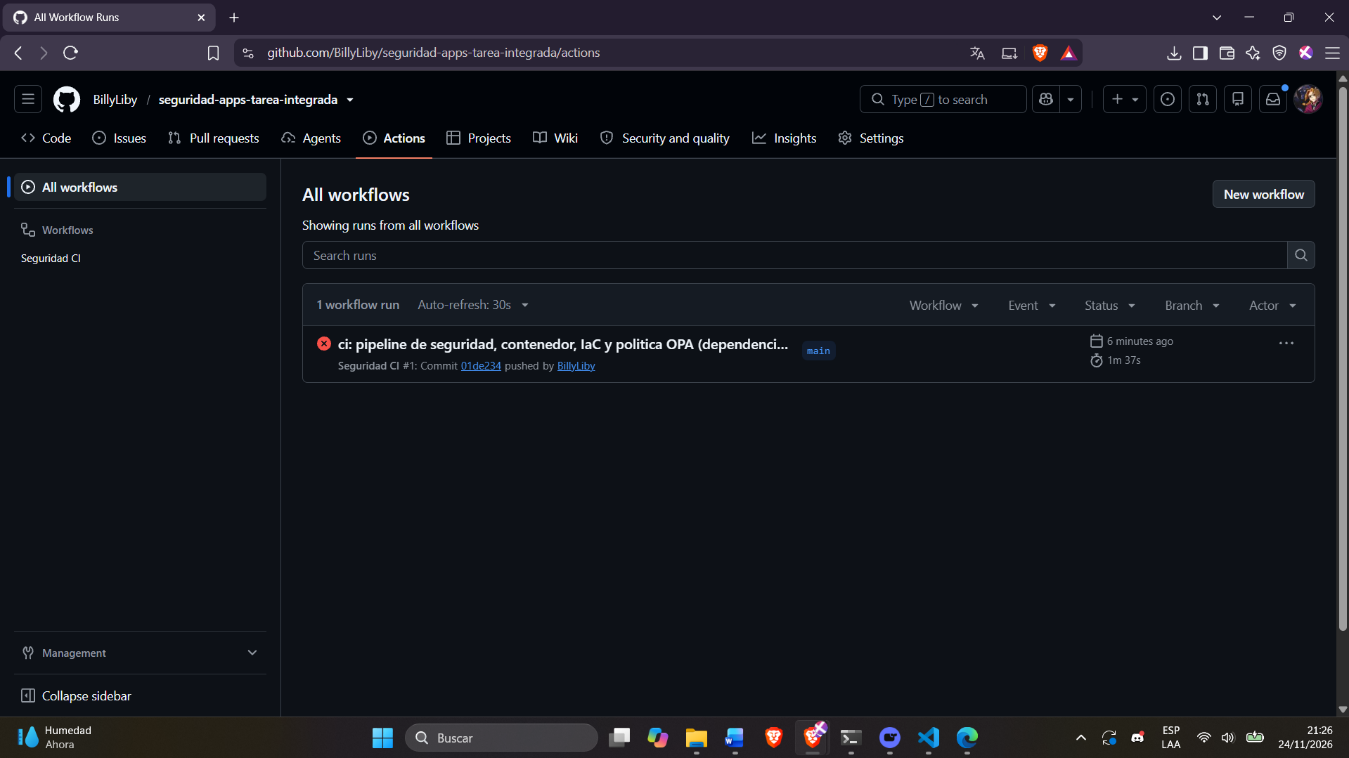 All Workflow Runs
github.com/BillyLiby/seguridad-apps-tarea-integrada/actions
BillyLiby / seguridad-apps-tarea-integrada
Type / to search
Code Issues Pull requests Agents Actions Projects Wiki Security and quality Insights Settings
All workflows
Workflows
Seguridad CI
Management
Collapse sidebar
All workflows
New workflow
Showing runs from all workflows
Search runs
1 workflow run Auto-refresh: 30s Workflow Event Status Branch Actor
ci: pipeline de seguridad, contenedor, IaC y politica OPA (dependenci... main 6 minutes ago
Seguridad CI #1: Commit 01de234 pushed by BillyLiby 1m 37s
Humedad
Ahora
Buscar
ESP
LAA
21:26
24/11/2026